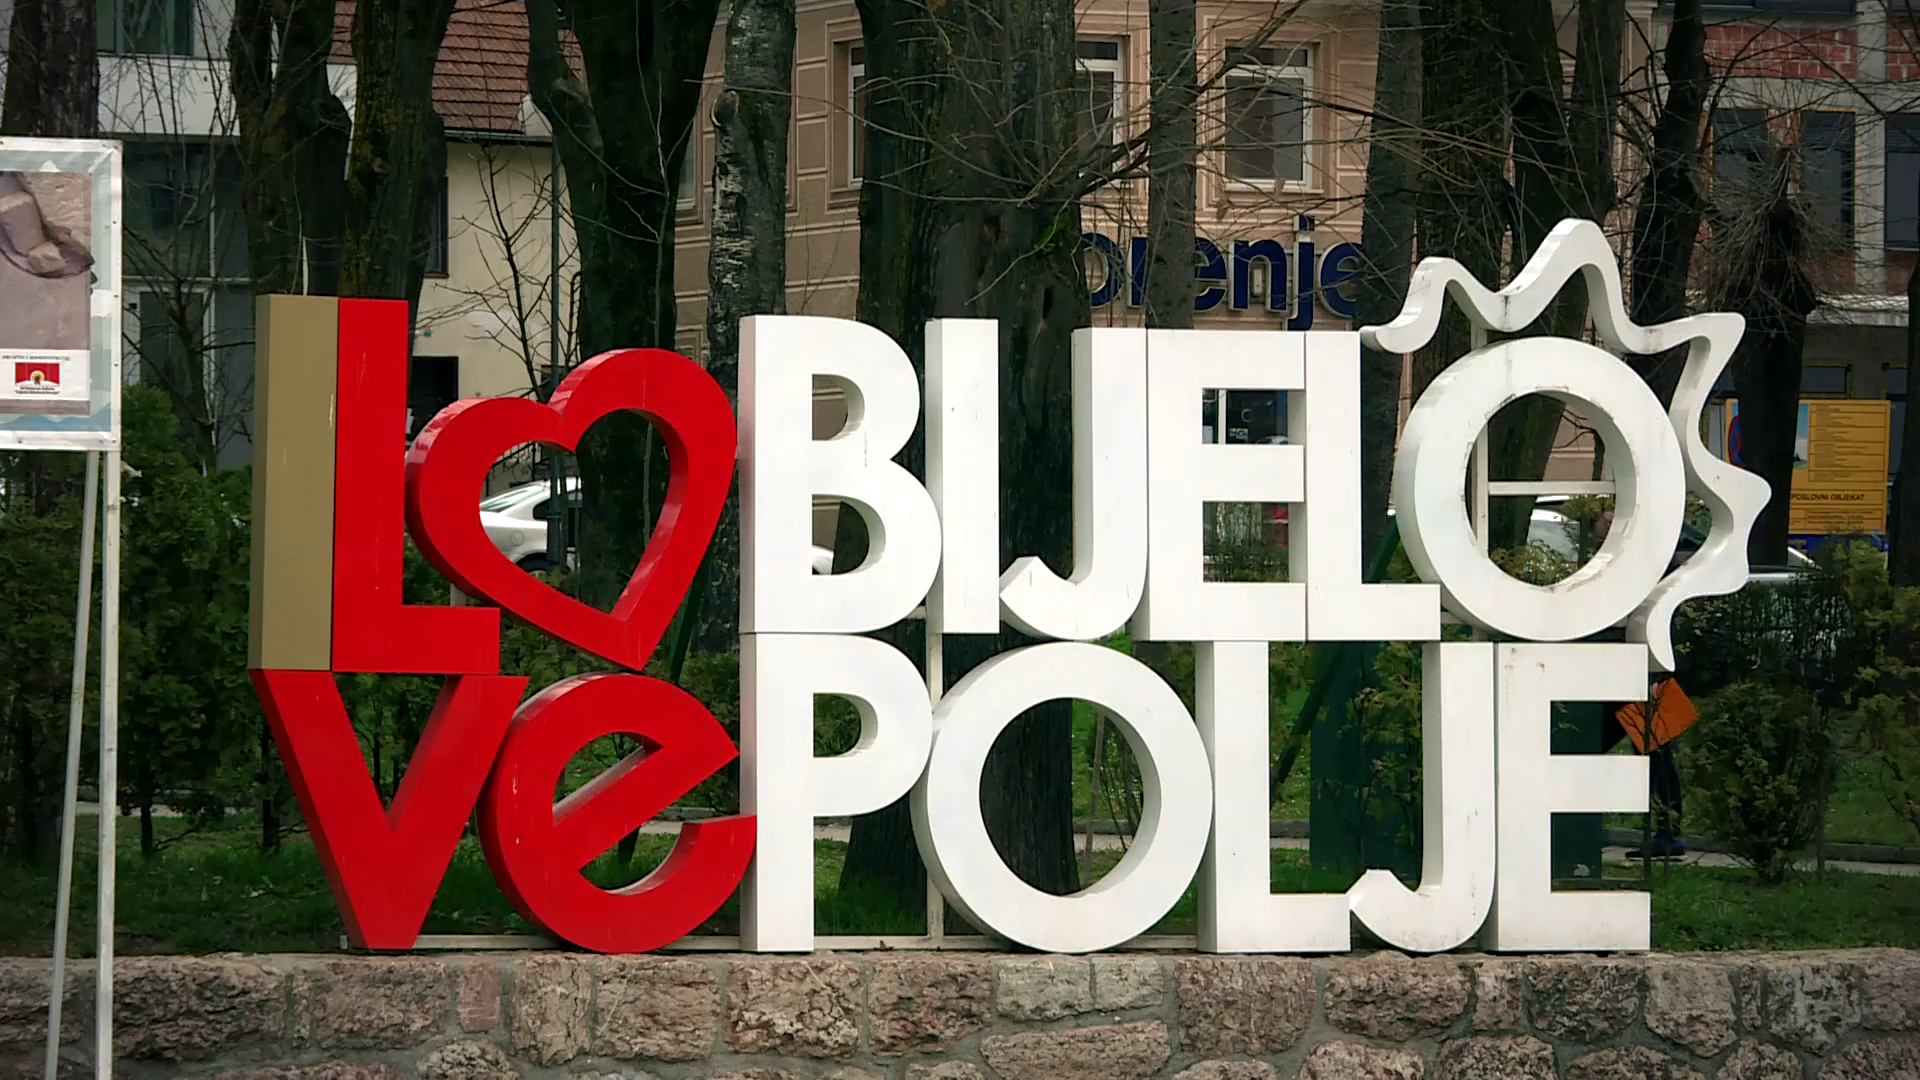 I LOVE
BIJELO
POLJE
orenje
POSLOVNI OBJEKAT